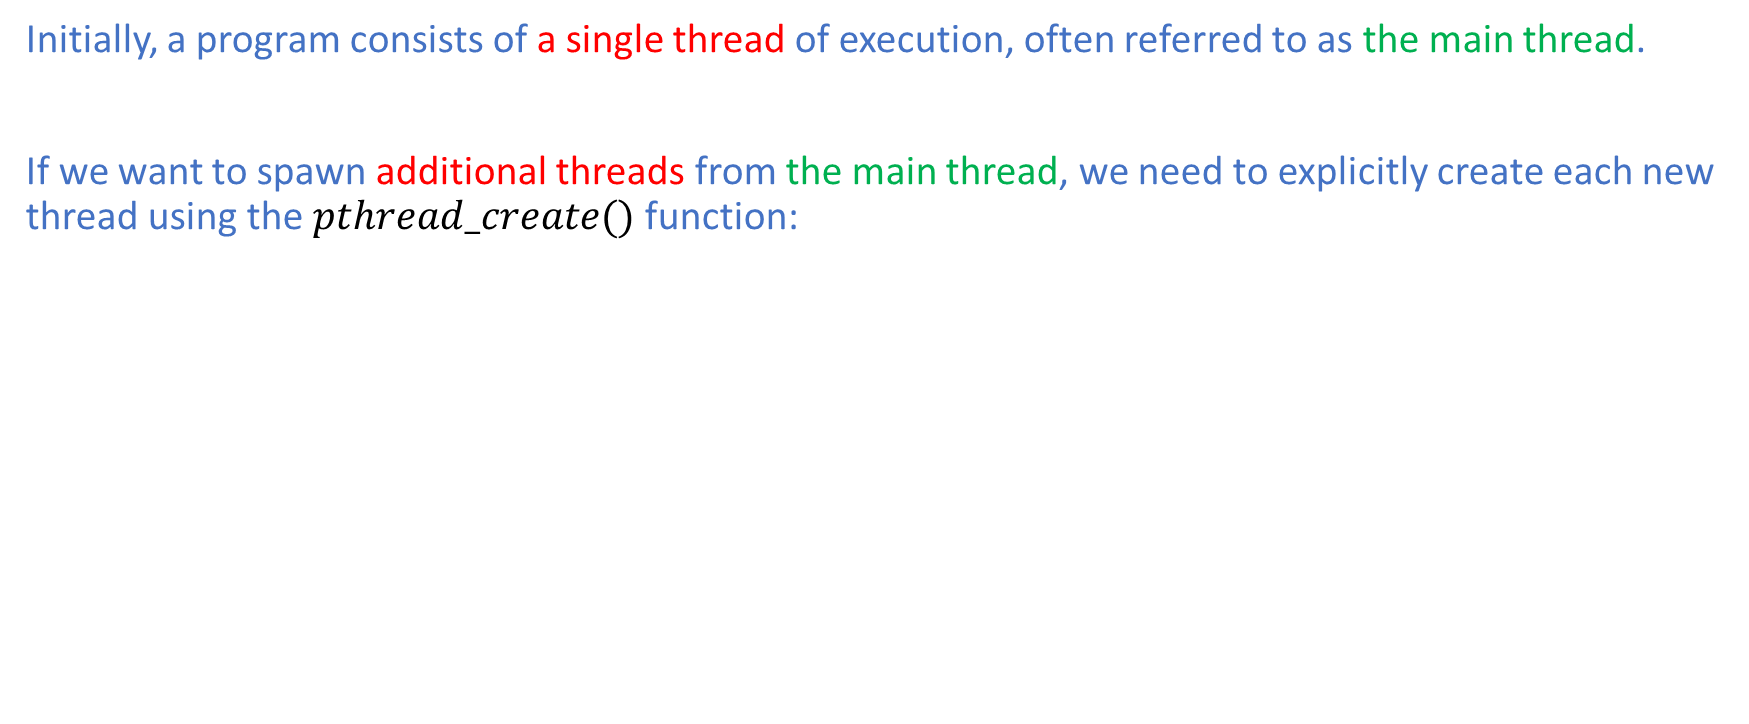 Initially, a program consists of a single thread of execution, often referred to as the main thread.
If we want to spawn additional threads from the main thread, we need to explicitly create each new
thread using the pthread_create() function: